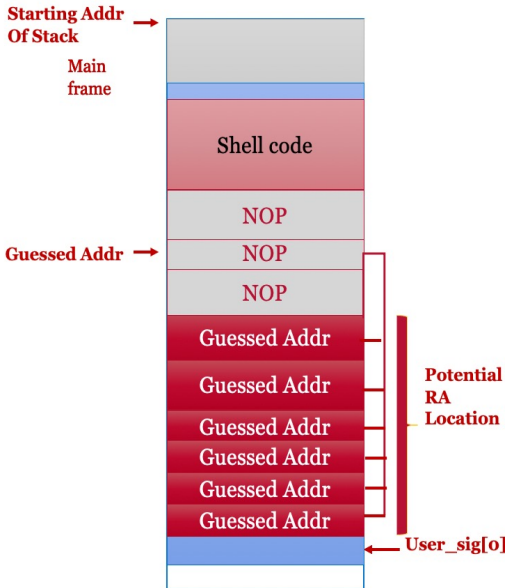 Starting Addr
Of Stack
Main
frame
Shell code
NOP
Guessed Addr
NOP
NOP
Guessed Addr
Guessed Addr
Guessed Addr
Guessed Addr
Guessed Addr
Guessed Addr
Potential
RA
Location
User_sig[0]